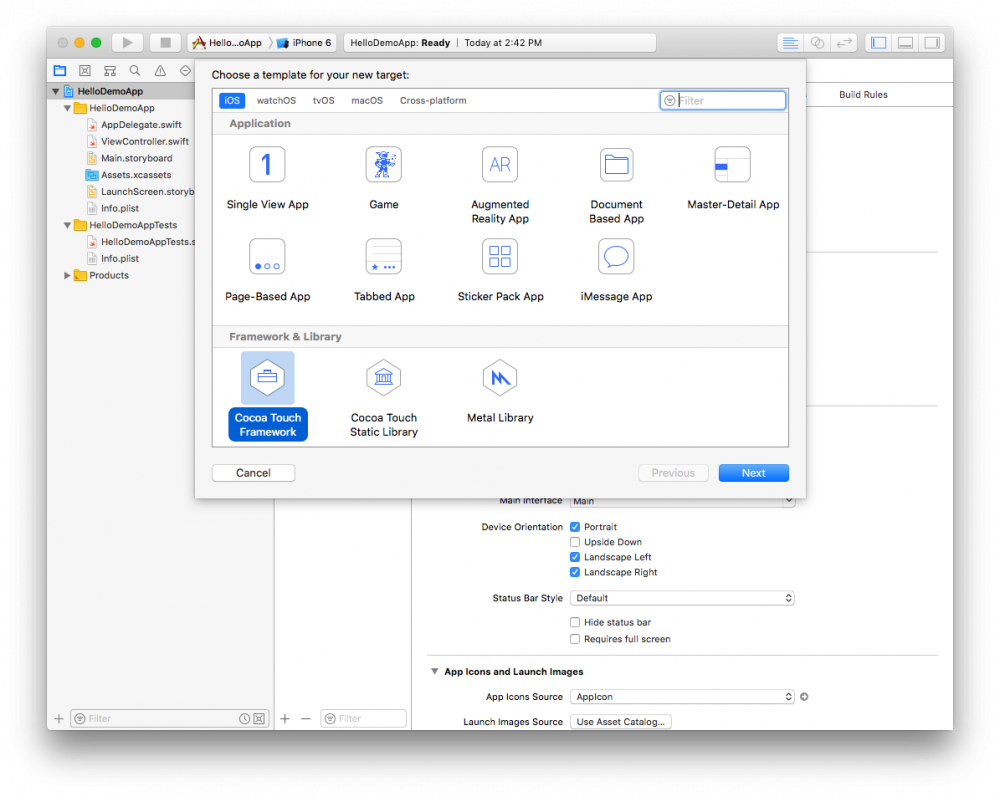 Hello...oApp
iPhone 6
HelloDemoApp: Ready | Today at 2:42 PM
Choose a template for your new target:
iOS watchOS tvOS macOS Cross-platform
Filter
Build Rules
HelloDemoApp
HelloDemoApp
AppDelegate.swift
ViewController.swift
Main.storyboard
Assets.xcassets
LaunchScreen.storyb
Info.plist
HelloDemoAppTests
HelloDemoAppTests.s
Info.plist
Products
Application
1
AR
Single View App
Game
Augmented
Reality App
Document
Based App
Master-Detail App
Page-Based App
Tabbed App
Sticker Pack App
iMessage App
Framework & Library
Cocoa Touch
Framework
Cocoa Touch
Static Library
Metal Library
Cancel
Previous
Next
Main Interface Main
Device Orientation Portrait
Upside Down
Landscape Left
Landscape Right
Status Bar Style Default
Hide status bar
Requires full screen
App Icons and Launch Images
App Icons Source AppIcon
Launch Images Source Use Asset Catalog...
Filter
Filter